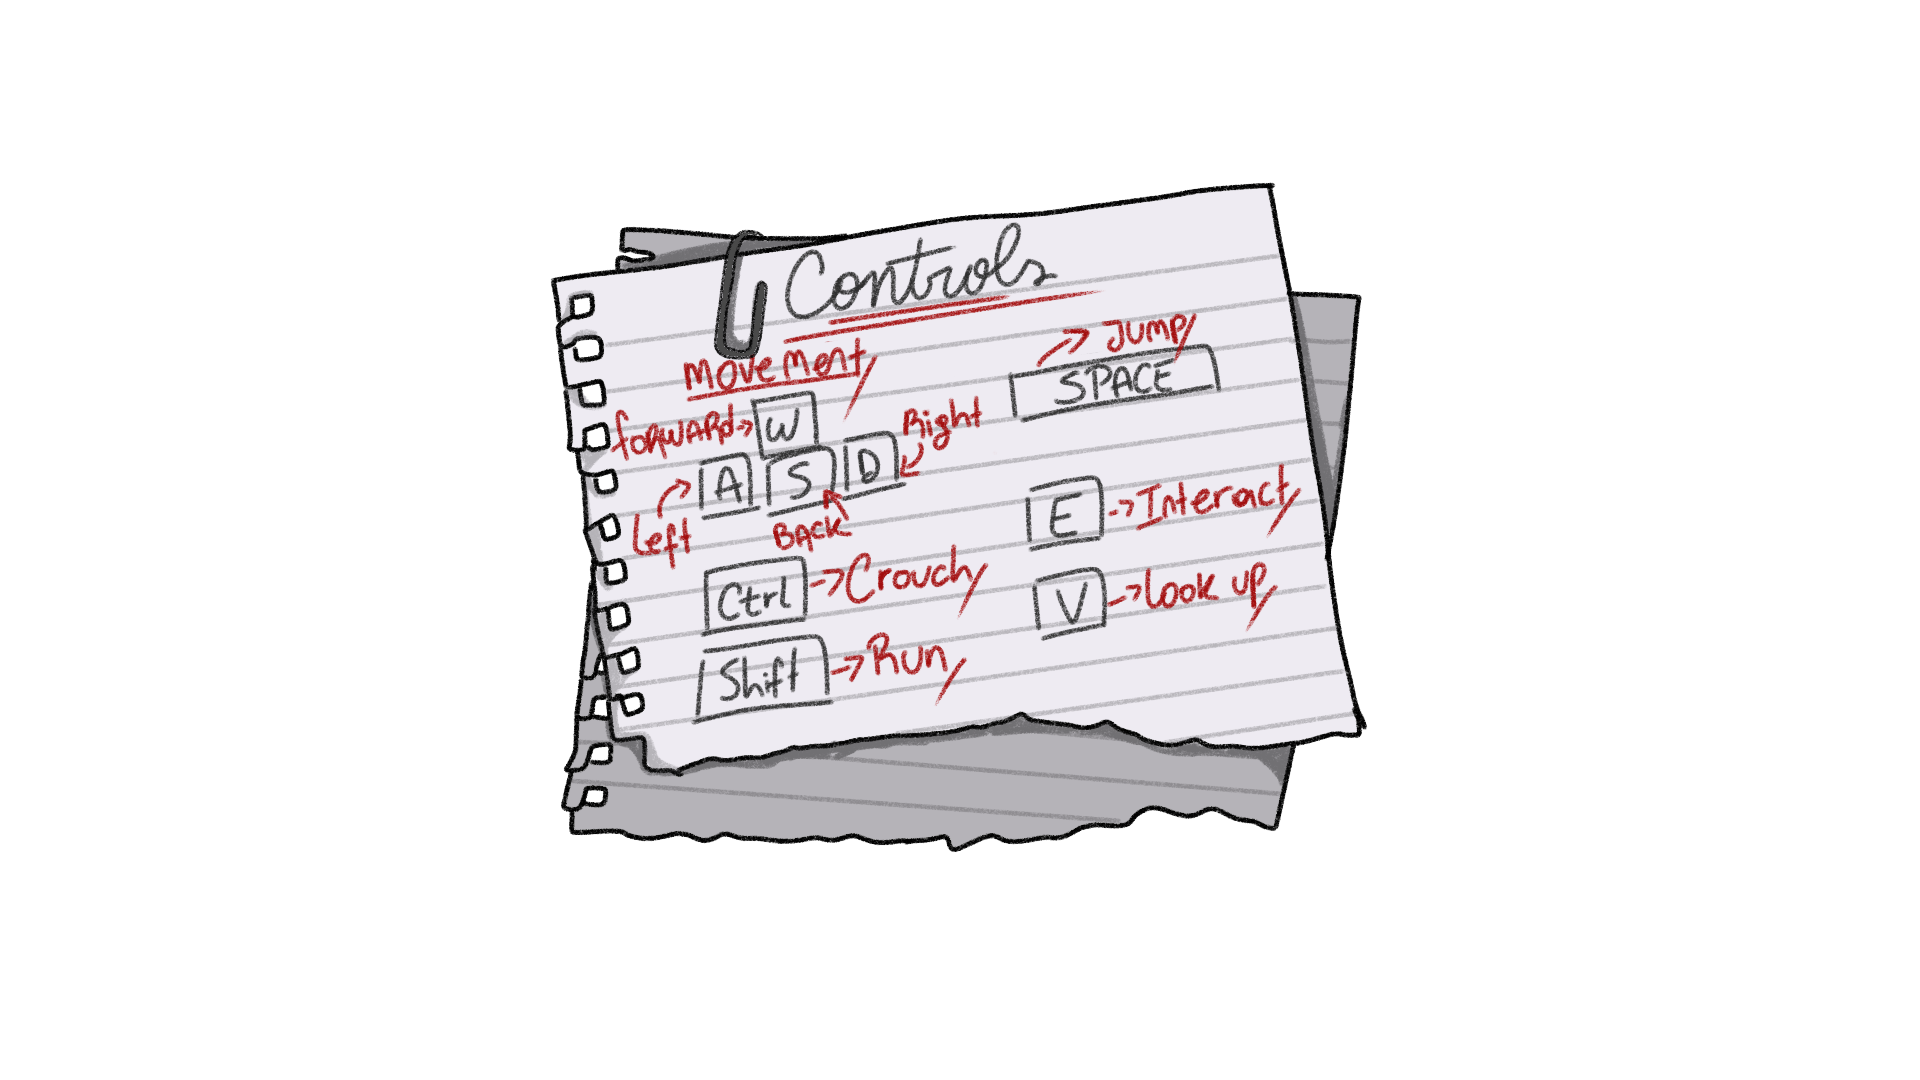 Controls
movement
forward → W
A S D Right
Left BACK
Ctrl → Crouch
Shift → Run
Jump
SPACE
E → Interact
V → look up